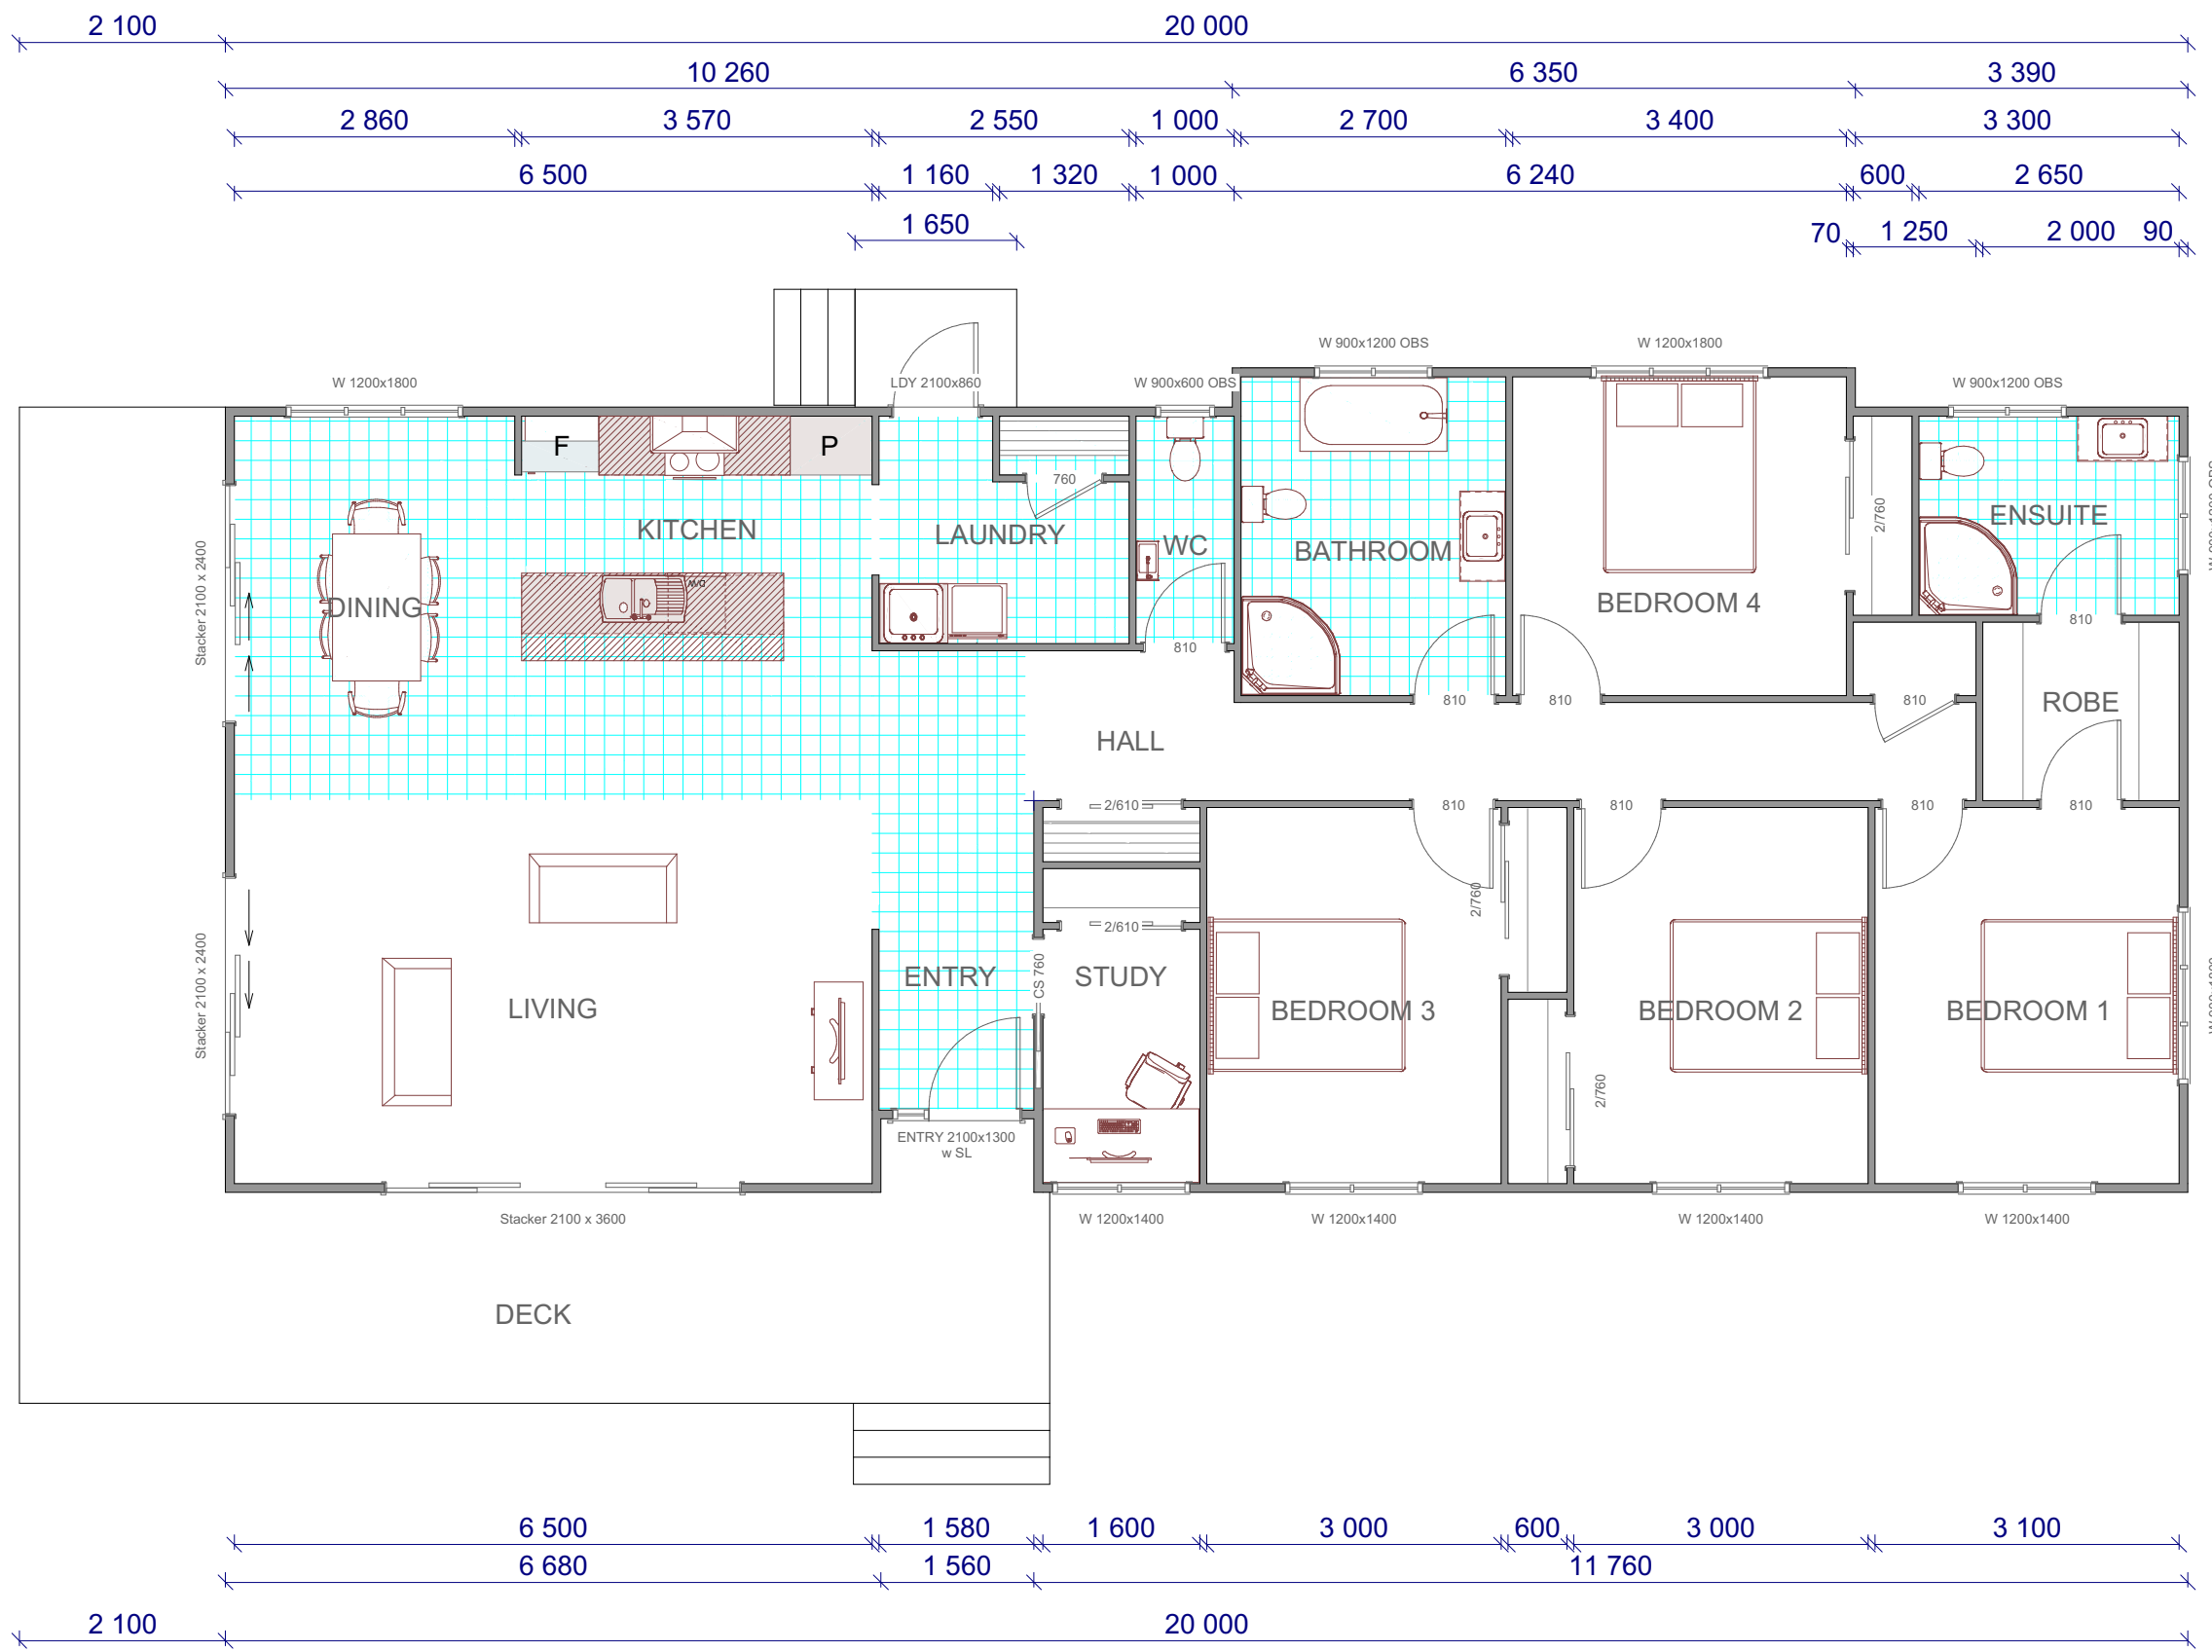 2 100
20 000
10 260
6 350
3 390
2 860
3 570
2 550
1 000
2 700
3 400
3 300
6 500
1 160
1 320
1 000
6 240
600
2 650
1 650
70
1 250
2 000
90
W 900x1200 OBS
W 1200x1800
W 1200x1800
LDY 2100x860
W 900x600 OBS
W 900x1200 OBS
F
P
760
2/760
ENSUITE
KITCHEN
LAUNDRY
WC
BATHROOM
Stacker 2100 x 2400
DW
DINING
BEDROOM 4
810
810
810
810
810
ROBE
HALL
2/610
810
810
810
810
2/760
2/610
ENTRY
CS 760
STUDY
LIVING
BEDROOM 3
BEDROOM 2
BEDROOM 1
Stacker 2100 x 2400
2/760
ENTRY 2100x1300
w SL
Stacker 2100 x 3600
W 1200x1400
W 1200x1400
W 1200x1400
W 1200x1400
DECK
6 500
1 580
1 600
3 000
600
3 000
3 100
6 680
1 560
11 760
2 100
20 000